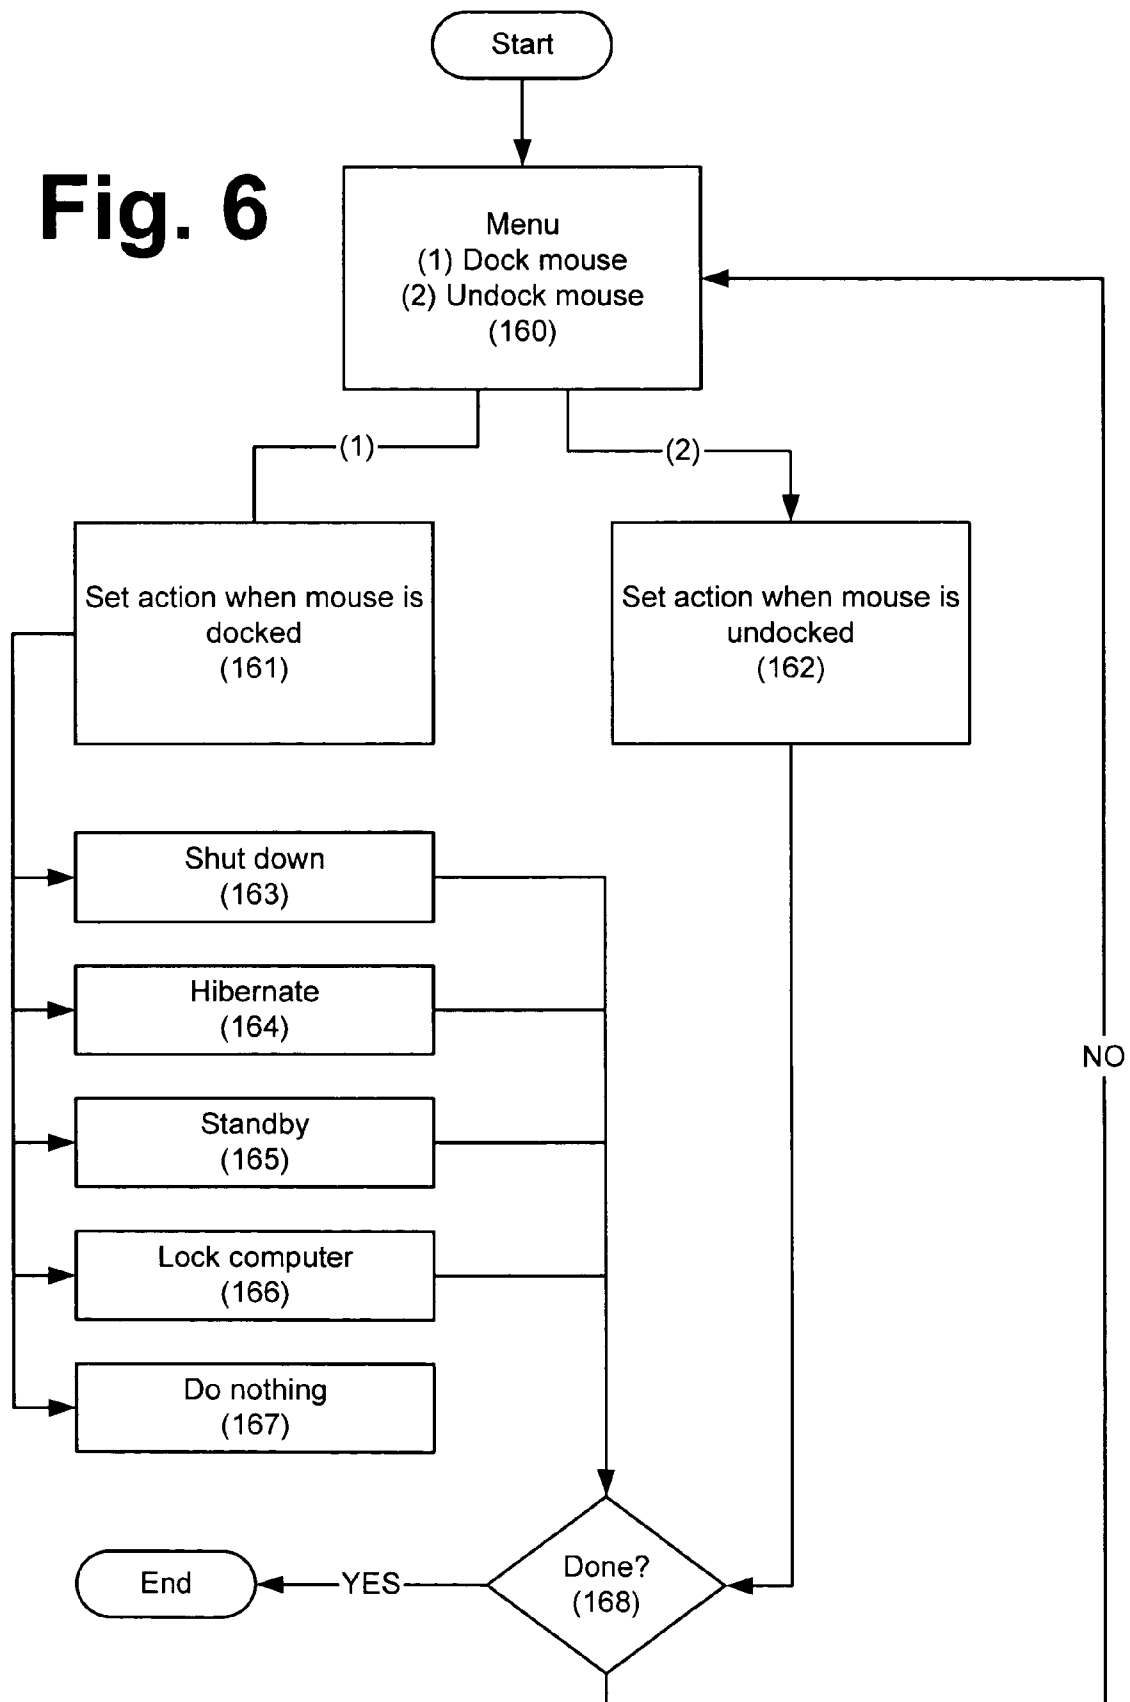 Start
Fig. 6
Menu
(1) Dock mouse
(2) Undock mouse
(160)
(1)
(2)
Set action when mouse is
docked
(161)
Set action when mouse is
undocked
(162)
Shut down
(163)
Hibernate
(164)
NO
Standby
(165)
Lock computer
(166)
Do nothing
(167)
End
YES
Done?
(168)